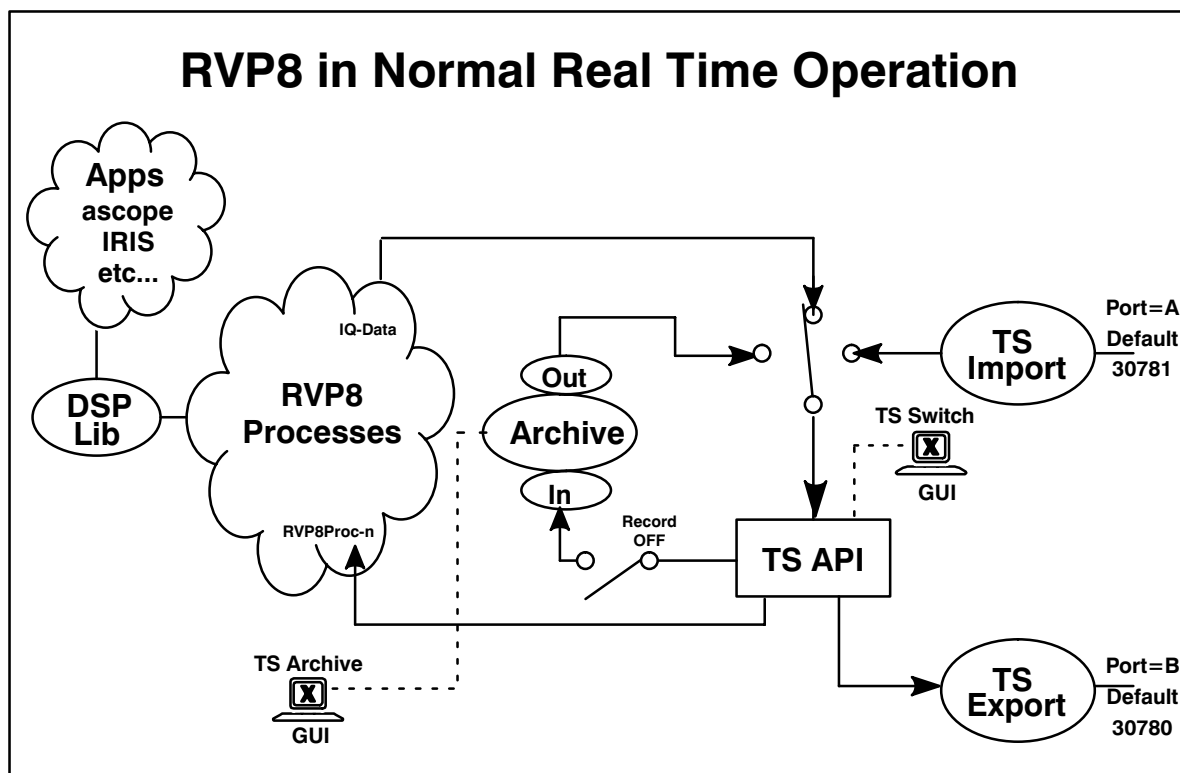 RVP8 in Normal Real Time Operation
Apps
ascope
IRIS
etc...
DSP
Lib
IQ-Data
RVP8
Processes
RVP8Proc-n
Out
Archive
In
Record
OFF
TS
Import
Port=A
Default
30781
TS Switch
X
GUI
TS API
TS Archive
X
GUI
TS
Export
Port=B
Default
30780